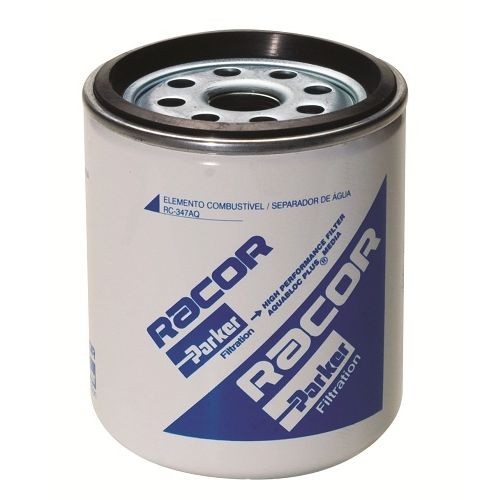 ELEMENTO COMBUSTÍVEL / SEPARADOR DE ÁGUA
RC-347AQ
RACOR
Parker
Filtration
HIGH PERFORMANCE FILTER
AQUABLOC PLUS® MEDIA
RACOR
Parker
Filtration